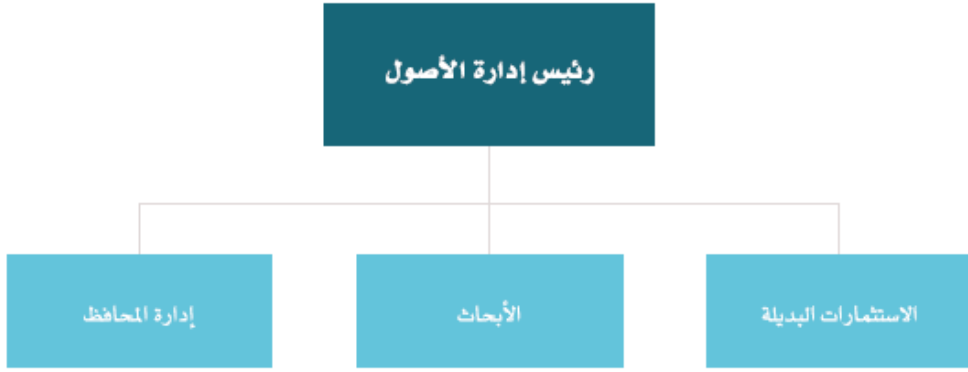 رئيس إدارة الأصول
الاستثمارات البديلة
الأبحاث
إدارة المحافظ